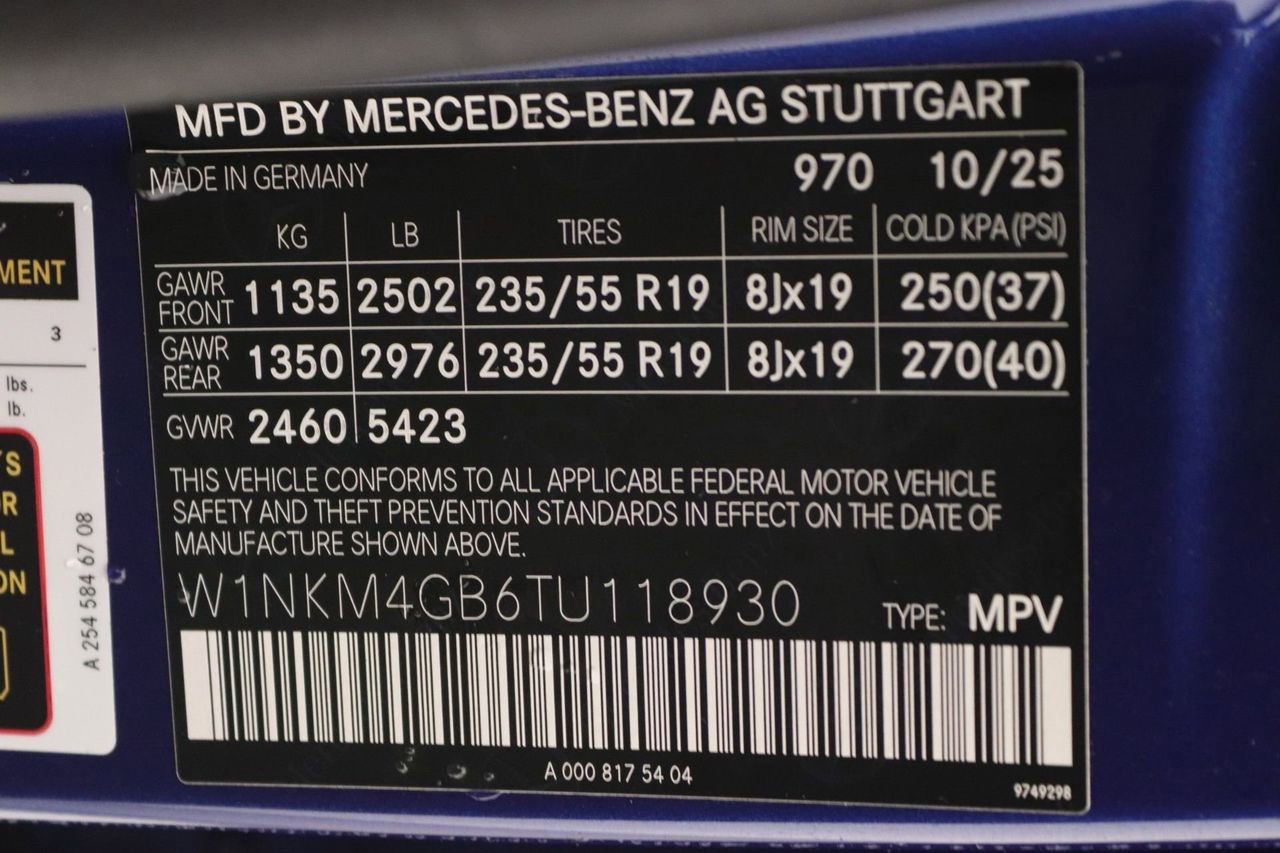 MFD BY MERCEDES-BENZ AG STUTTGART
MADE IN GERMANY 970 10/25
KG LB TIRES RIM SIZE COLD KPA (PSI)
GAWR FRONT 1135 2502 235/55 R19 8Jx19 250(37)
GAWR REAR 1350 2976 235/55 R19 8Jx19 270(40)
GVWR 2460 5423
THIS VEHICLE CONFORMS TO ALL APPLICABLE FEDERAL MOTOR VEHICLE
SAFETY AND THEFT PREVENTION STANDARDS IN EFFECT ON THE DATE OF
MANUFACTURE SHOWN ABOVE.
W1NKM4GB6TU118930 TYPE: MPV
A 000 817 54 04
9749298
MENT
3
lbs.
lb.
A 254 584 67 08